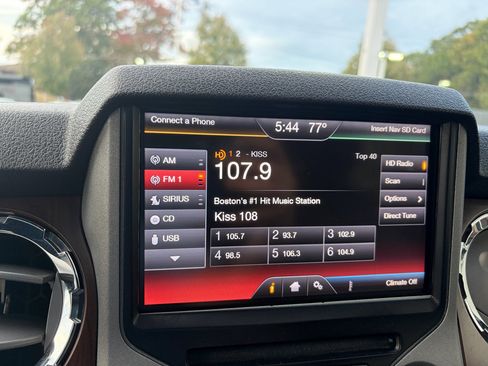 Connect a Phone
5:44 77°
Insert Nav SD Card
AM
HD 1 2 - KISS
Top 40
HD Radio
FM 1
107.9
Scan
SIRIUS
Boston's #1 Hit Music Station
Options
CD
Kiss 108
Direct Tune
USB
1 105.7 2 93.7 3 102.9
4 98.5 5 106.3 6 104.9
Climate Off